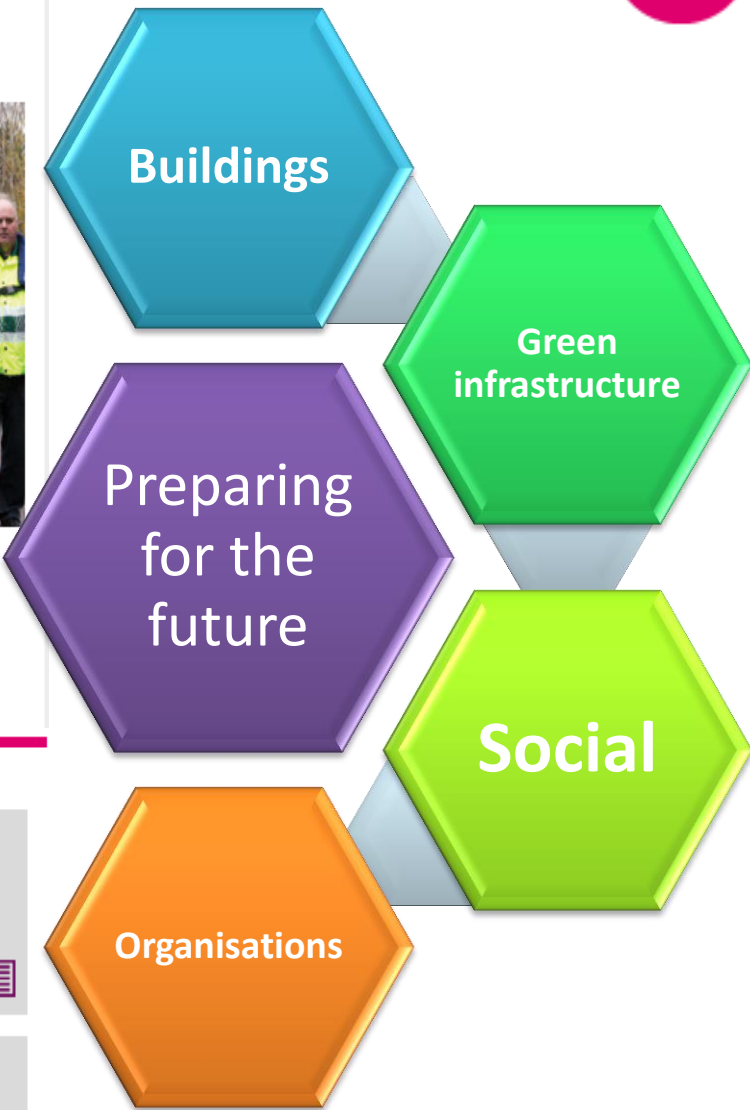 Buildings
Green
infrastructure
Preparing
for the
future
Social
Organisations